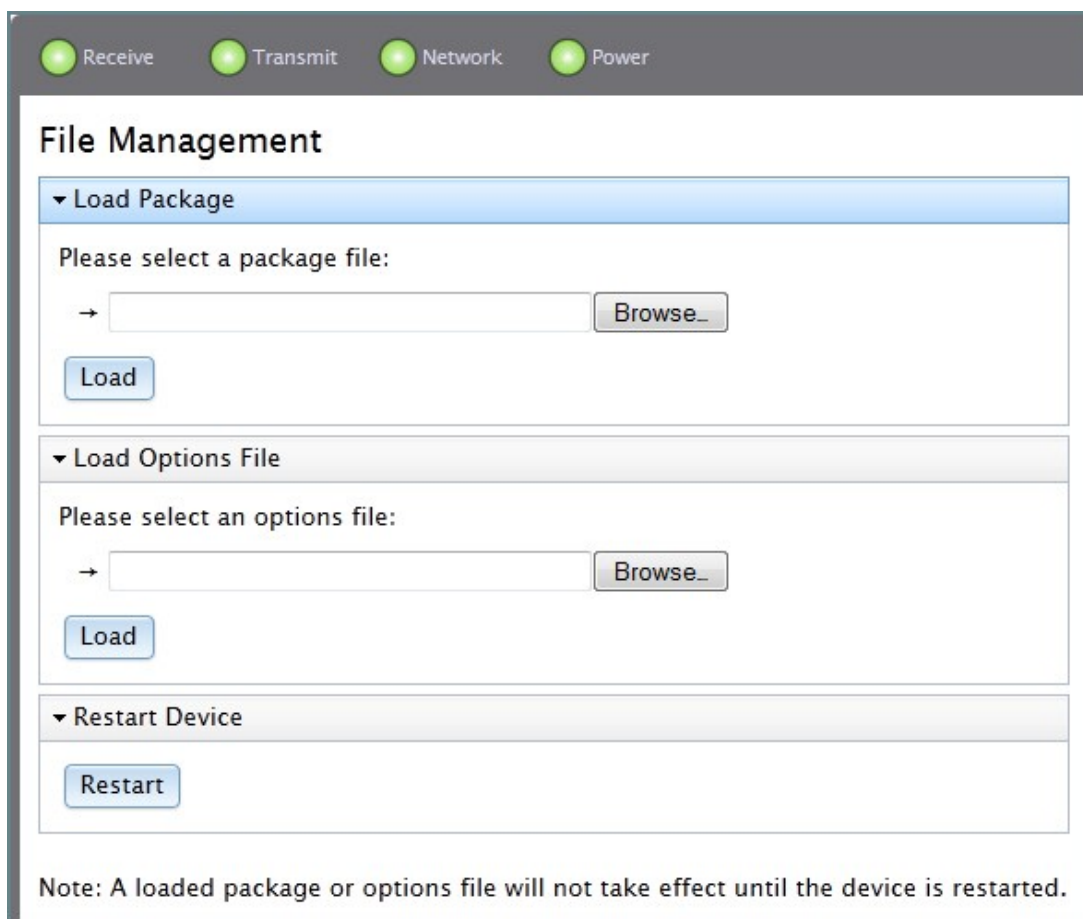 Receive Transmit Network Power
File Management
Load Package
Please select a package file:
→ Browse...
Load
Load Options File
Please select an options file:
→ Browse...
Load
Restart Device
Restart
Note: A loaded package or options file will not take effect until the device is restarted.